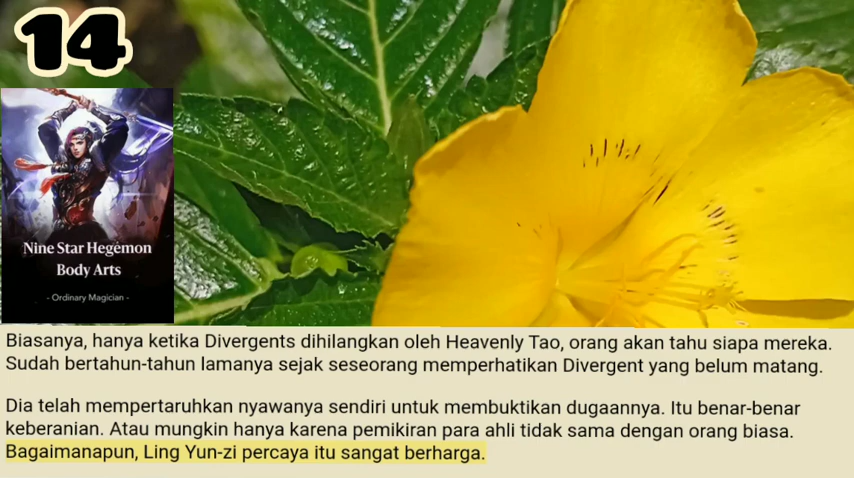 14
Nine Star Hegemon
Body Arts
- Ordinary Magician -
Biasanya, hanya ketika Divergents dihilangkan oleh Heavenly Tao, orang akan tahu siapa mereka.
Sudah bertahun-tahun lamanya sejak seseorang memperhatikan Divergent yang belum matang.
Dia telah mempertaruhkan nyawanya sendiri untuk membuktikan dugaannya. Itu benar-benar
keberanian. Atau mungkin hanya karena pemikiran para ahli tidak sama dengan orang biasa.
Bagaimanapun, Ling Yun-zi percaya itu sangat berharga.